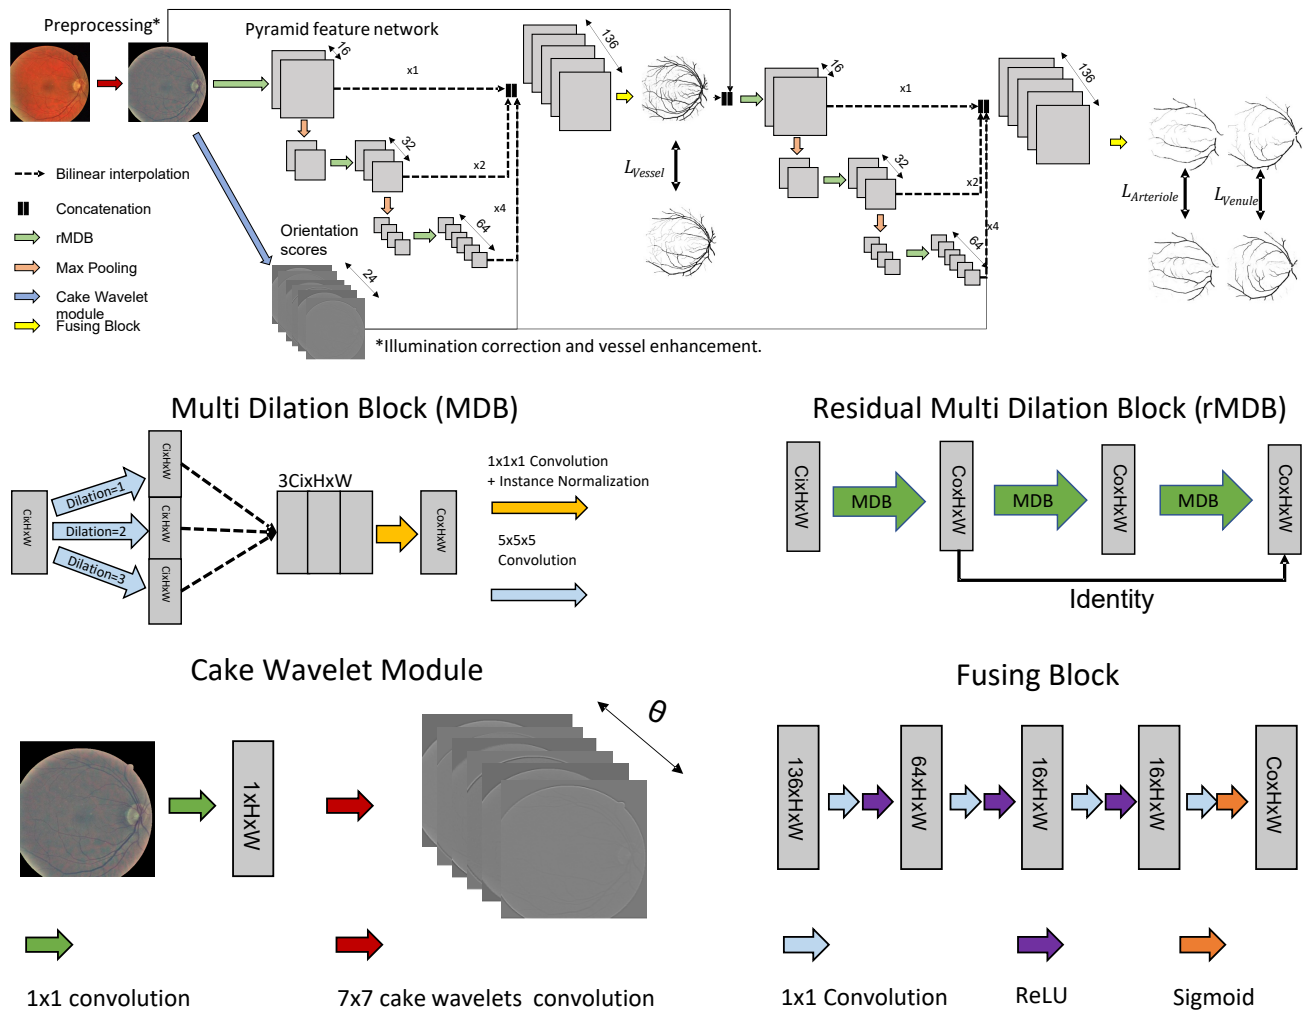 Preprocessing*
Pyramid feature network
16
x1
136
32
x2
64
x4
Orientation
scores
24
L_Vessel
16
x1
136
32
x2
64
x4
L_Arteriole
L_Venule
Bilinear interpolation
Concatenation
rMDB
Max Pooling
Cake Wavelet
module
Fusing Block
*Illumination correction and vessel enhancement.
Multi Dilation Block (MDB)
CixHxW
Dilation=1
Dilation=2
Dilation=3
CixHxW
CixHxW
CixHxW
3CixHxW
CoxHxW
1x1x1 Convolution
+ Instance Normalization
5x5x5
Convolution
Residual Multi Dilation Block (rMDB)
CixHxW
MDB
CoxHxW
MDB
CoxHxW
MDB
CoxHxW
Identity
Cake Wavelet Module
1xHxW
θ
1x1 convolution
7x7 cake wavelets convolution
Fusing Block
136xHxW
64xHxW
16xHxW
16xHxW
CoxHxW
1x1 Convolution
ReLU
Sigmoid